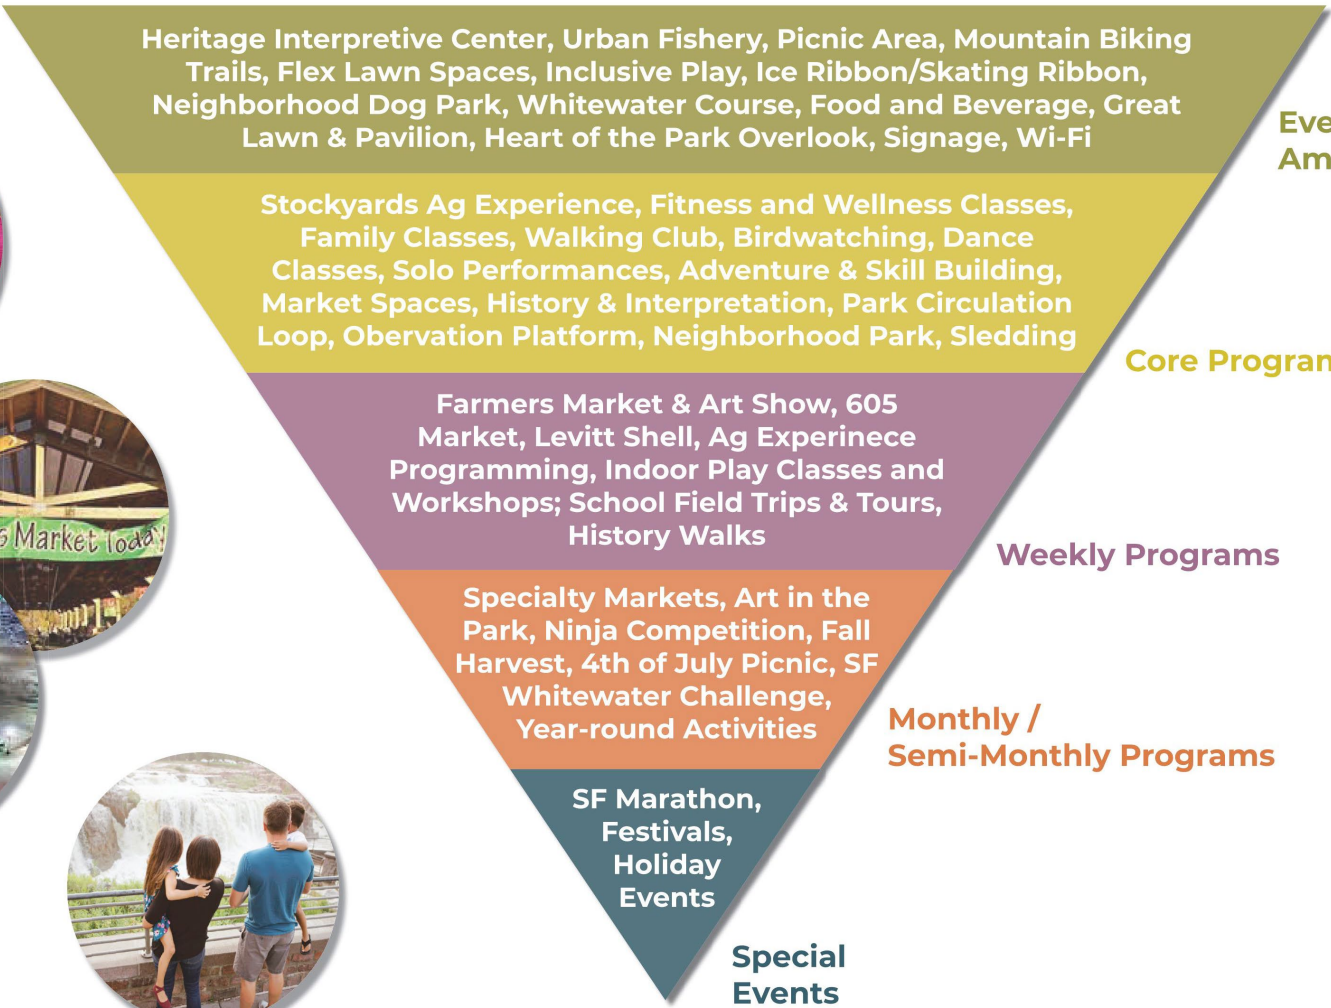 Heritage Interpretive Center, Urban Fishery, Picnic Area, Mountain Biking
Trails, Flex Lawn Spaces, Inclusive Play, Ice Ribbon/Skating Ribbon,
Neighborhood Dog Park, Whitewater Course, Food and Beverage, Great
Lawn & Pavilion, Heart of the Park Overlook, Signage, Wi-Fi
Eve
Am
Stockyards Ag Experience, Fitness and Wellness Classes,
Family Classes, Walking Club, Birdwatching, Dance
Classes, Solo Performances, Adventure & Skill Building,
Market Spaces, History & Interpretation, Park Circulation
Loop, Obervation Platform, Neighborhood Park, Sledding
Core Program
Farmers Market & Art Show, 605
Market, Levitt Shell, Ag Experinece
Programming, Indoor Play Classes and
Workshops; School Field Trips & Tours,
History Walks
Weekly Programs
s Market Today
Specialty Markets, Art in the
Park, Ninja Competition, Fall
Harvest, 4th of July Picnic, SF
Whitewater Challenge,
Year-round Activities
Monthly /
Semi-Monthly Programs
SF Marathon,
Festivals,
Holiday
Events
Special
Events